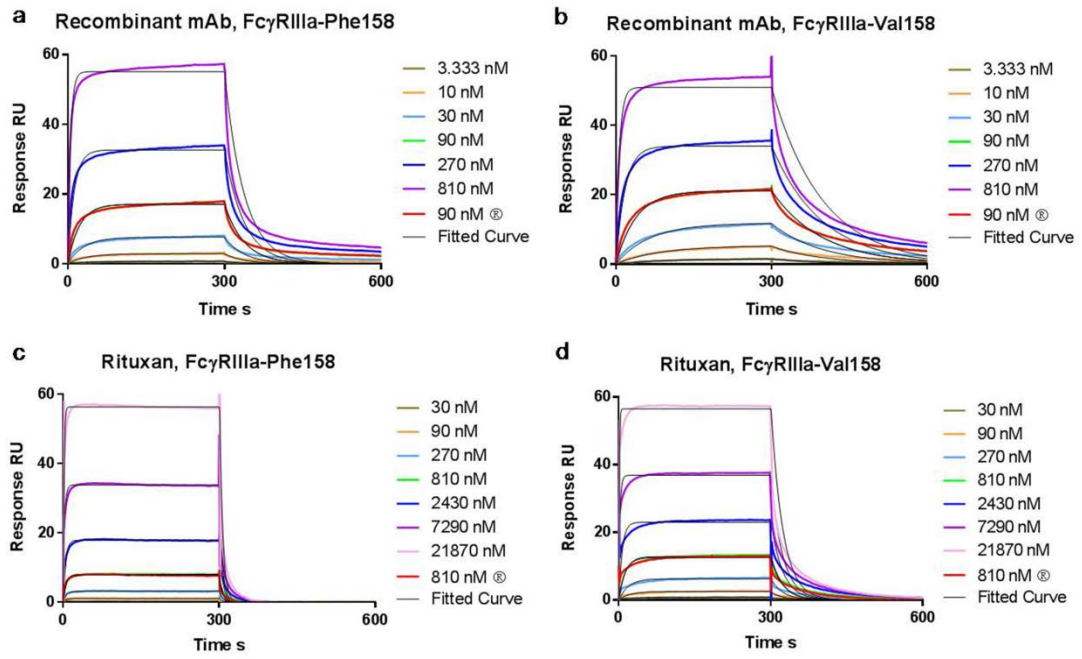 a
Recombinant mAb, FcγRIIIa-Phe158
60
40
20
0
Response RU
0
300
600
Time s
3.333 nM
10 nM
30 nM
90 nM
270 nM
810 nM
90 nM ®
Fitted Curve
b
Recombinant mAb, FcγRIIIa-Val158
60
40
20
0
Response RU
0
300
600
Time s
3.333 nM
10 nM
30 nM
90 nM
270 nM
810 nM
90 nM ®
Fitted Curve
c
Rituxan, FcγRIIIa-Phe158
60
40
20
0
Response RU
0
300
600
Time s
30 nM
90 nM
270 nM
810 nM
2430 nM
7290 nM
21870 nM
810 nM ®
Fitted Curve
d
Rituxan, FcγRIIIa-Val158
60
40
20
0
Response RU
0
300
600
Time s
30 nM
90 nM
270 nM
810 nM
2430 nM
7290 nM
21870 nM
810 nM ®
Fitted Curve